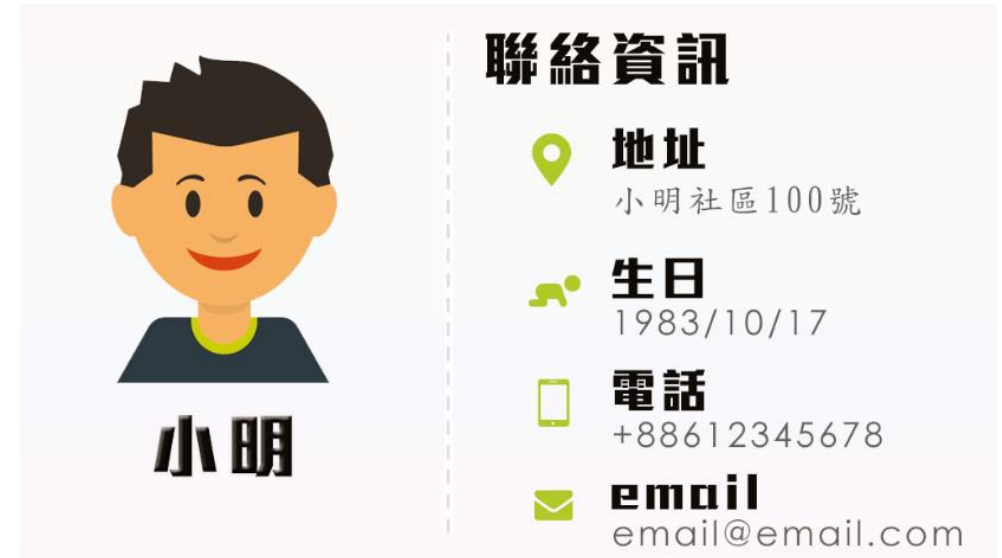 小明
聯絡資訊
地址
小明社區100號
生日
1983/10/17
電話
+88612345678
email
email@email.com